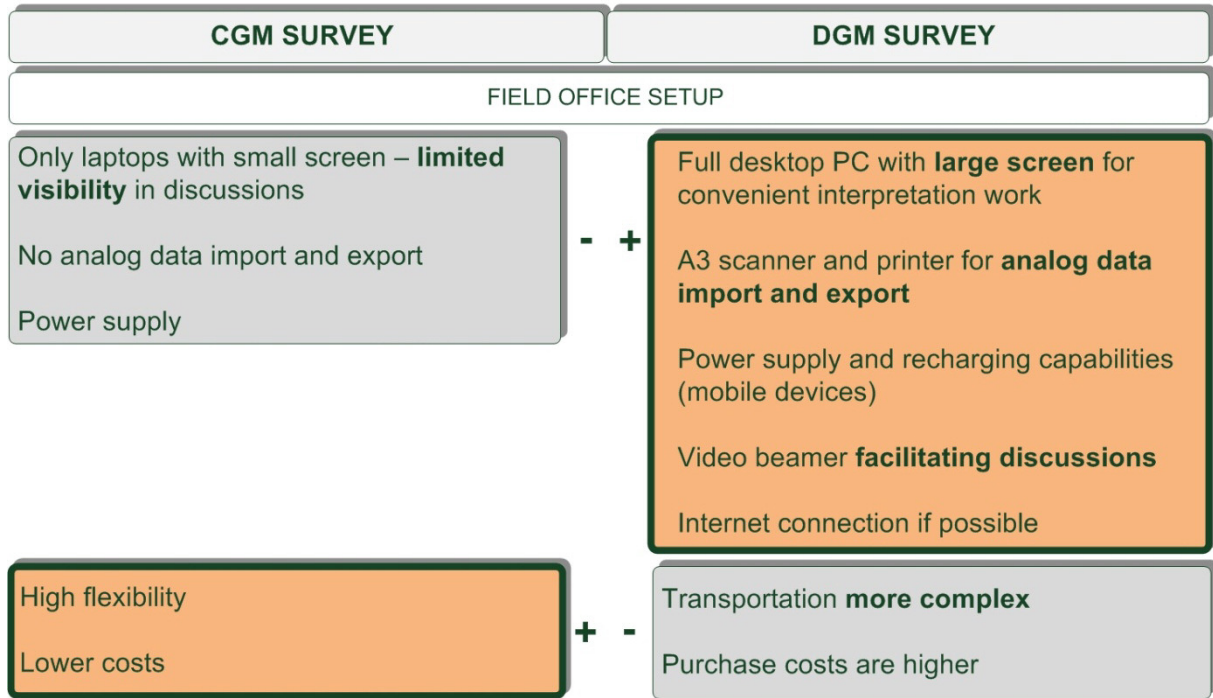 CGM SURVEY
DGM SURVEY
FIELD OFFICE SETUP
Only laptops with small screen – limited
visibility in discussions
No analog data import and export
Power supply
- +
Full desktop PC with large screen for
convenient interpretation work
A3 scanner and printer for analog data
import and export
Power supply and recharging capabilities
(mobile devices)
Video beamer facilitating discussions
Internet connection if possible
High flexibility
Lower costs
+ -
Transportation more complex
Purchase costs are higher